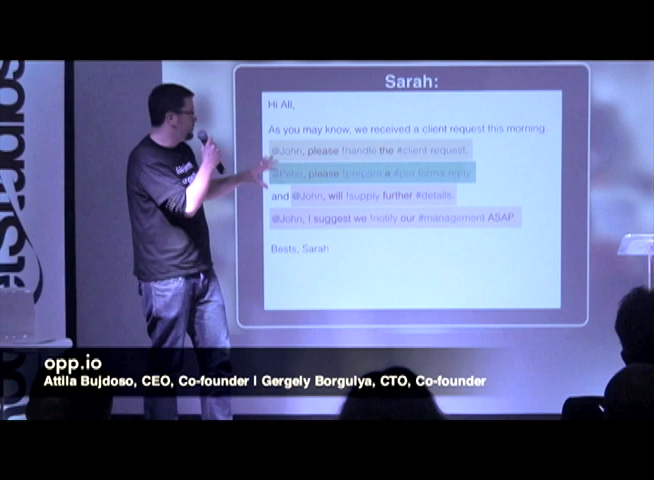 Studios
Sarah:
Hi All,
As you may know, we received a client request this morning.
@John, please !handle the #client request.
@Peter, please !prepare a #pro forma reply
and @John, will !supply further #details.
@John, I suggest we !notify our #management ASAP
Bests, Sarah
opp.io
Attila Bujdoso, CEO, Co-founder | Gergely Borgulya, CTO, Co-founder